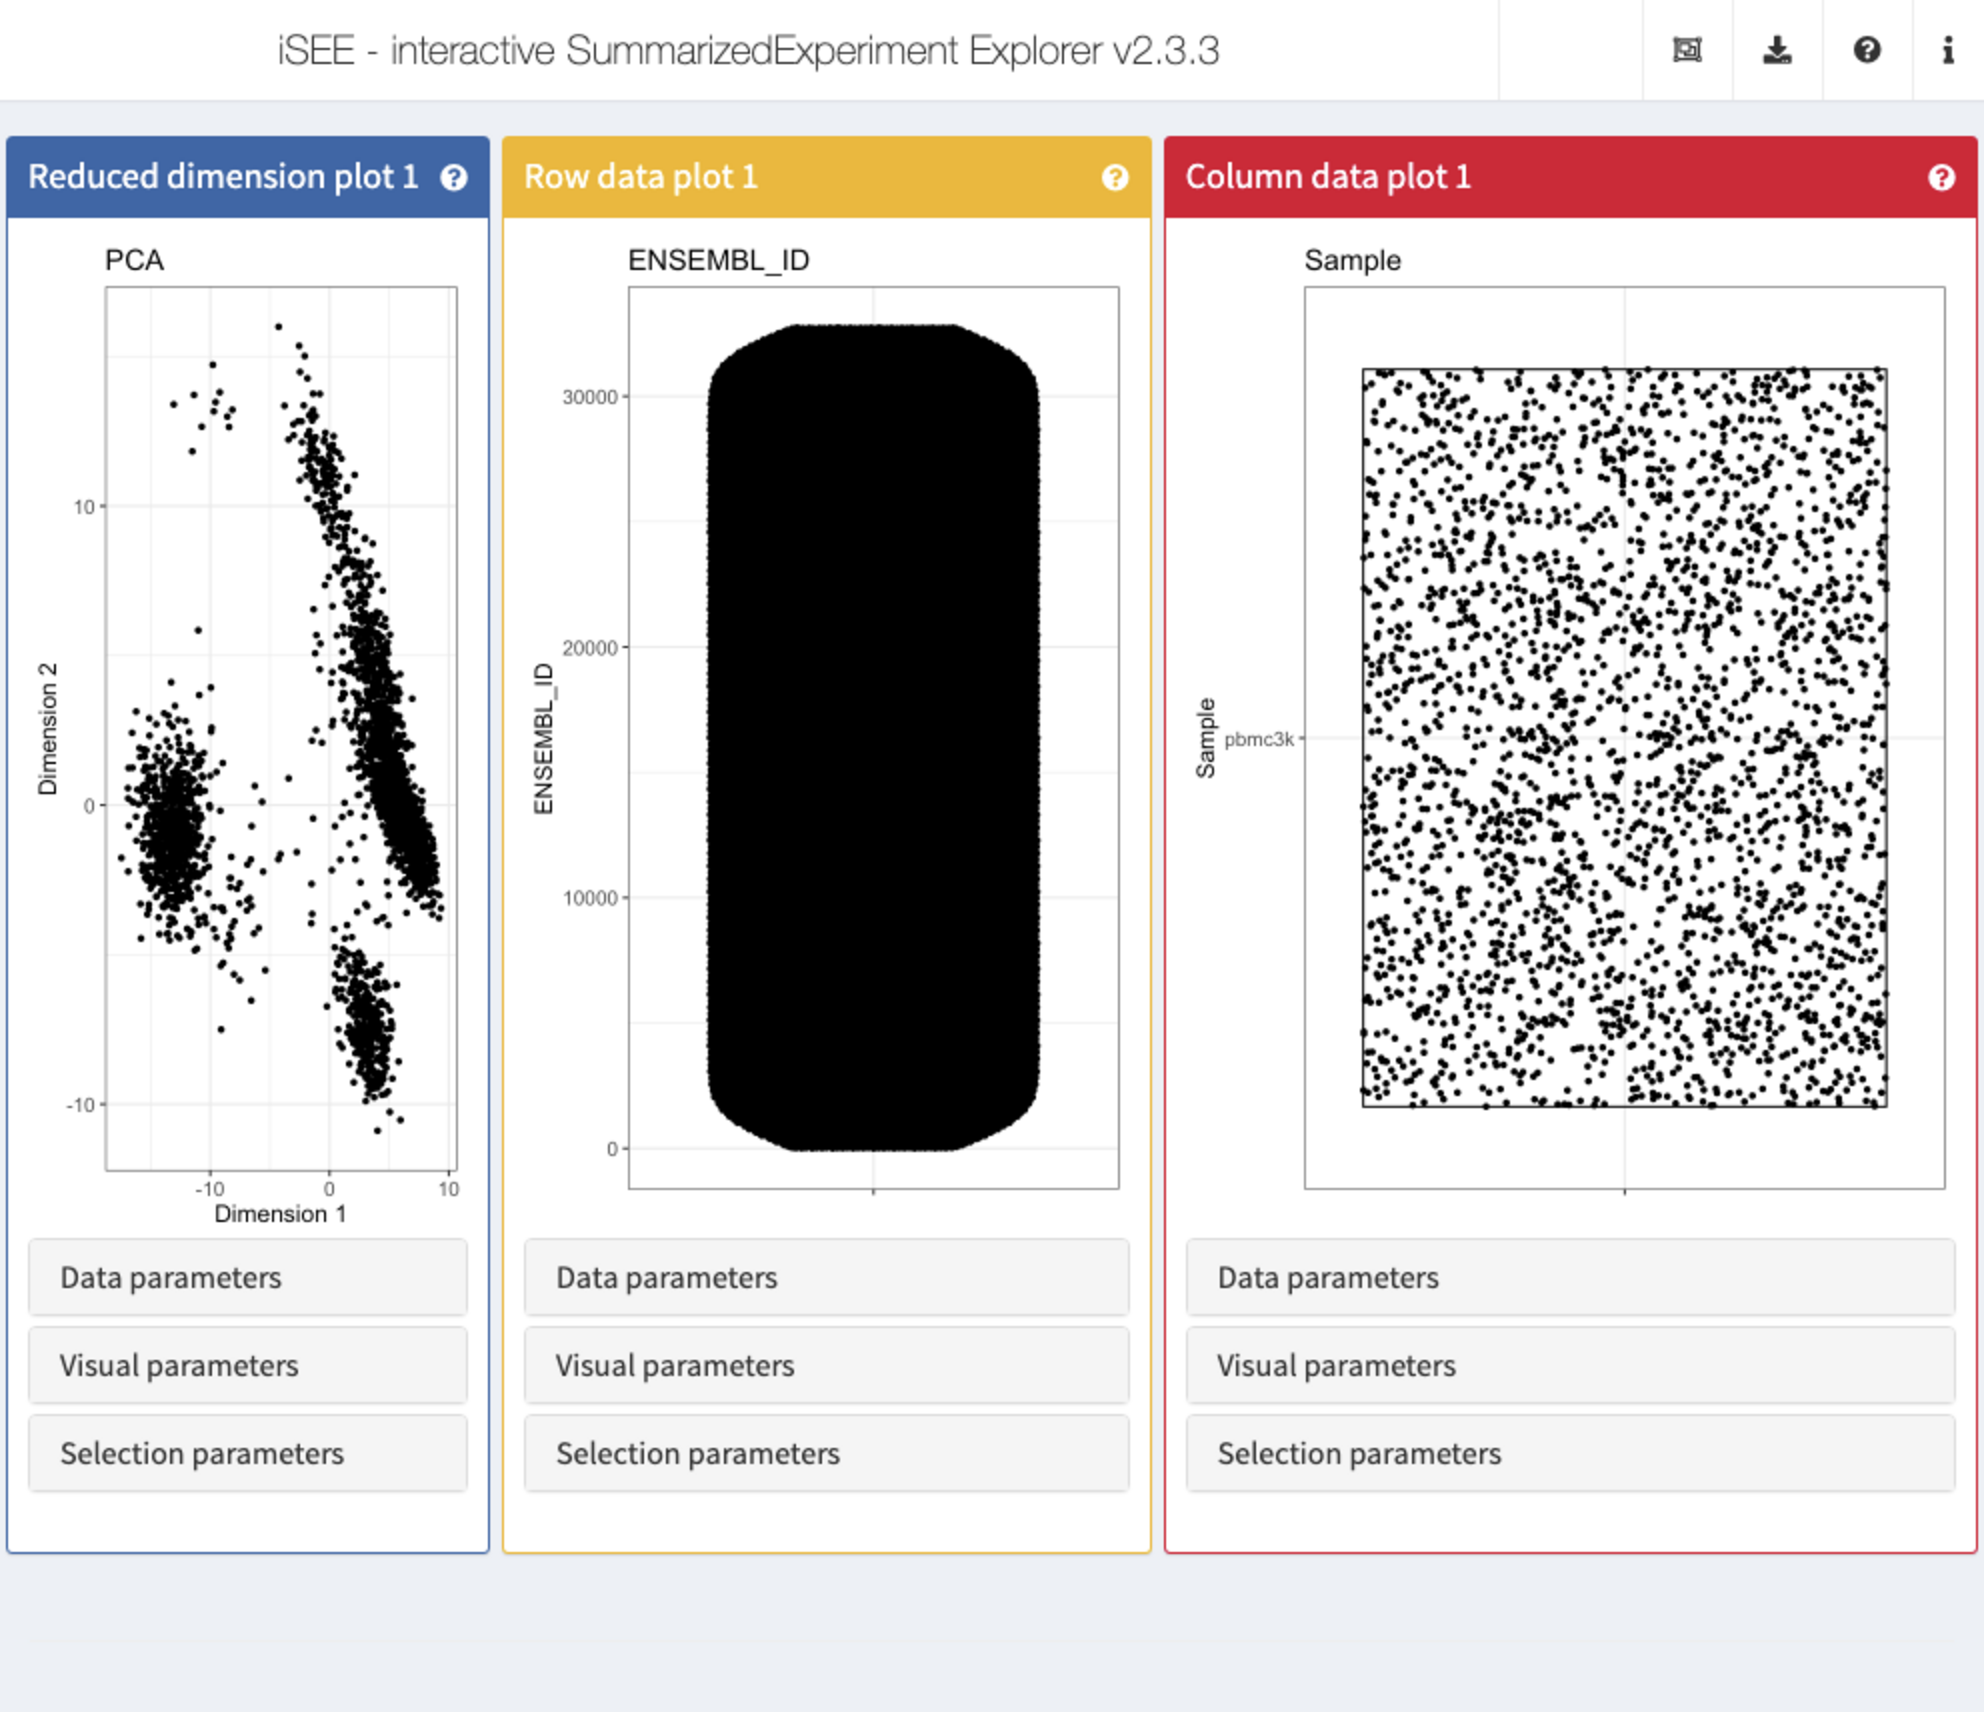 iSEE - interactive SummarizedExperiment Explorer v2.3.3
Reduced dimension plot 1
PCA
10
0
-10
Dimension 2
-10 0 10
Dimension 1
Data parameters
Visual parameters
Selection parameters
Row data plot 1
ENSEMBL_ID
30000
20000
10000
0
ENSEMBL_ID
Data parameters
Visual parameters
Selection parameters
Column data plot 1
Sample
Sample
pbmc3k
Data parameters
Visual parameters
Selection parameters